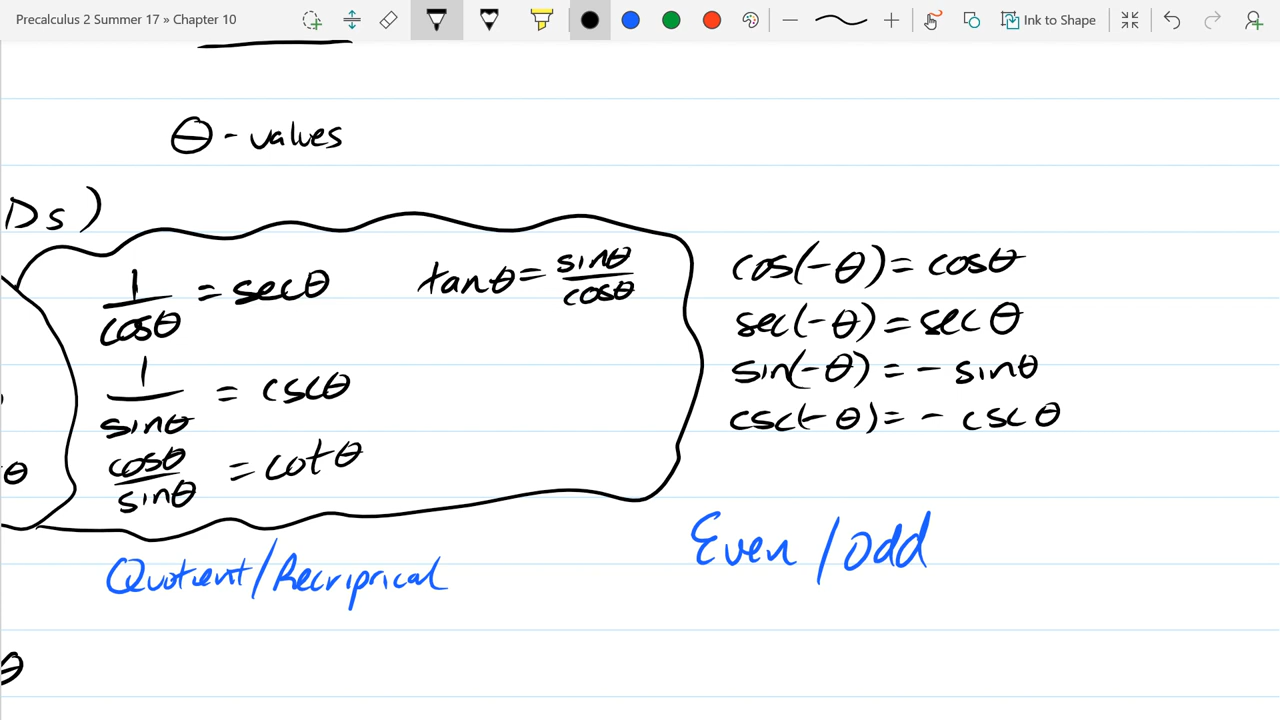 Precalculus 2 Summer 17 » Chapter 10
Ink to Shape
θ - values
Ds)
1/cosθ = secθ
tanθ = sinθ/cosθ
1/sinθ = cscθ
cosθ/sinθ = cotθ
θ
cos(-θ) = cosθ
sec(-θ) = secθ
sin(-θ) = - sinθ
csc(-θ) = - cscθ
Quotient/Recriprical
Even/Odd
θ